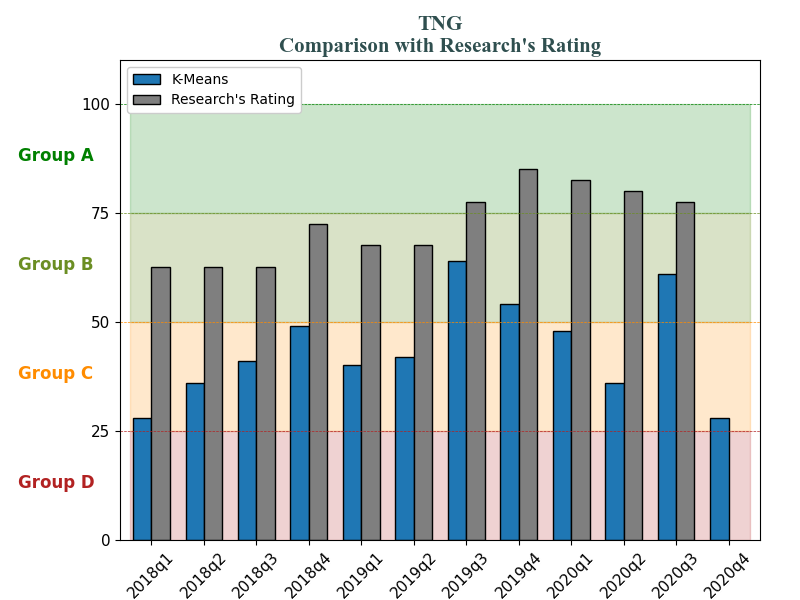 TNG
Comparison with Research's Rating
K-Means
Research's Rating
100
Group A
75
Group B
50
Group C
25
Group D
0
2018q1
2018q2
2018q3
2018q4
2019q1
2019q2
2019q3
2019q4
2020q1
2020q2
2020q3
2020q4